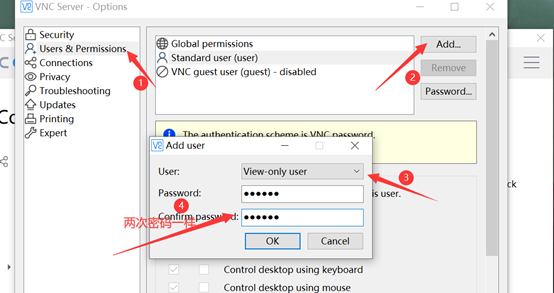 VNC Server - Options
Security
Users & Permissions
Connections
Privacy
Troubleshooting
Updates
Printing
Expert
Global permissions
Standard user (user)
VNC guest user (guest) - disabled
Add...
Remove
Password...
The authentication scheme is VNC password.
Add user
User:
View-only user
Password:
●●●●●●
Confirm password:
●●●●●●
OK
Cancel
is user.
Control desktop using keyboard
Control desktop using mouse
1
2
3
4
两次密码一样
ck